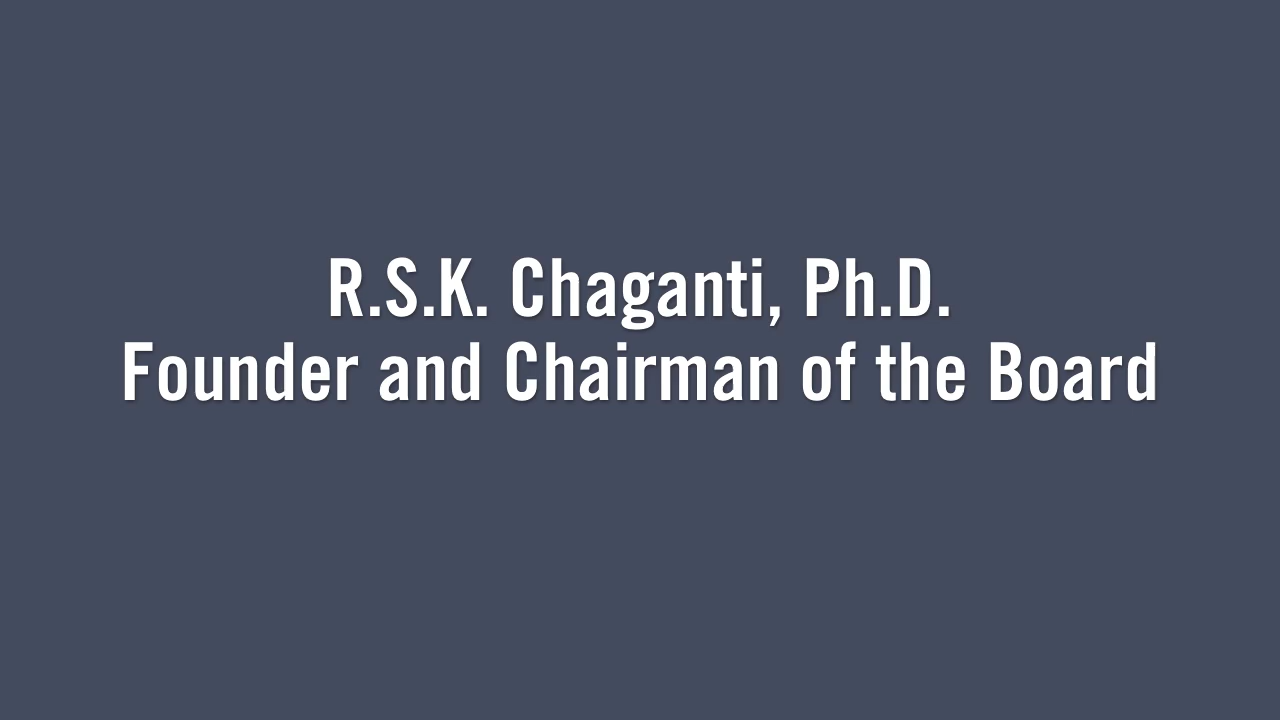 R.S.K. Chaganti, Ph.D.
Founder and Chairman of the Board